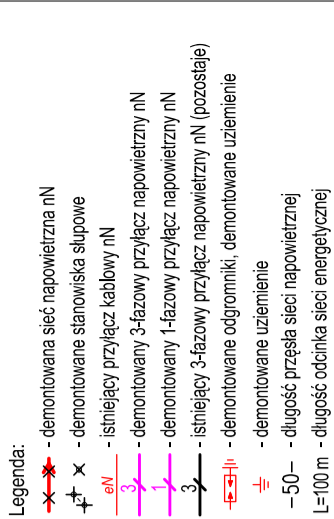 Legenda:
- demontowana sieć napowietrzna nN
- demontowane stanowiska słupowe
eN - istniejący przyłącz kablowy nN
3 - demontowany 3-fazowy przyłącz napowietrzny nN
1 - demontowany 1-fazowy przyłącz napowietrzny nN
3 - istniejący 3-fazowy przyłącz napowietrzny nN (pozostaje)
- demontowane odgromniki, demontowane uziemienie
- demontowane uziemienie
–50– - długość przęsła sieci napowietrznej
L=100 m - długość odcinka sieci energetycznej